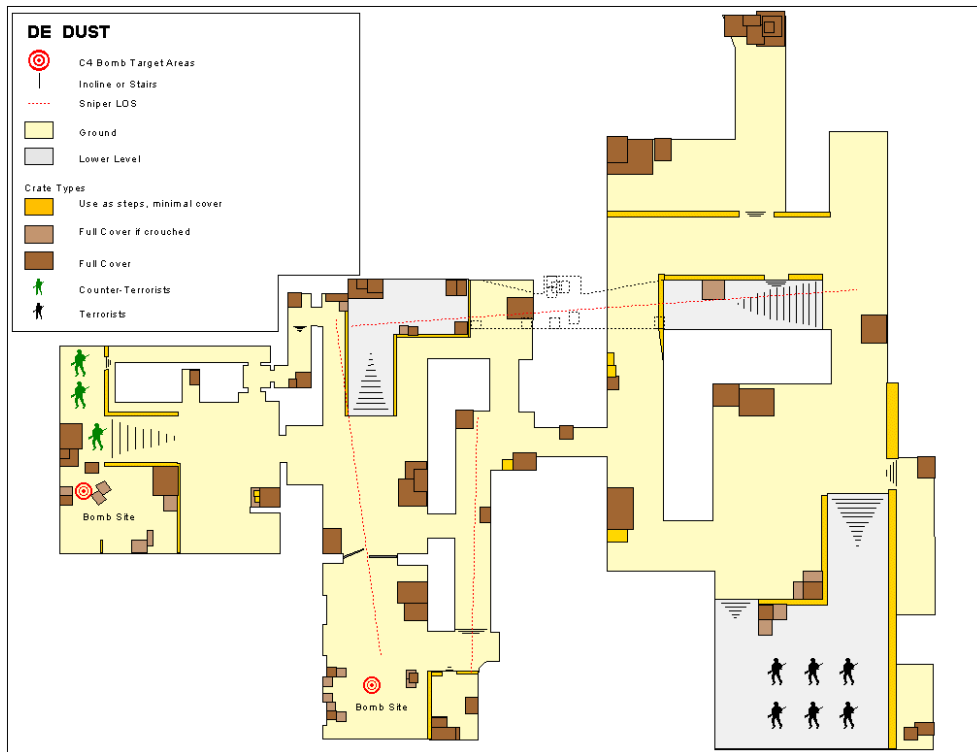 DE DUST
C4 Bomb Target Areas
Incline or Stairs
Sniper LOS
Ground
Lower Level
Crate Types
Use as steps, minimal cover
Full Cover if crouched
Full Cover
Counter-Terrorists
Terrorists
Bomb Site
Bomb Site